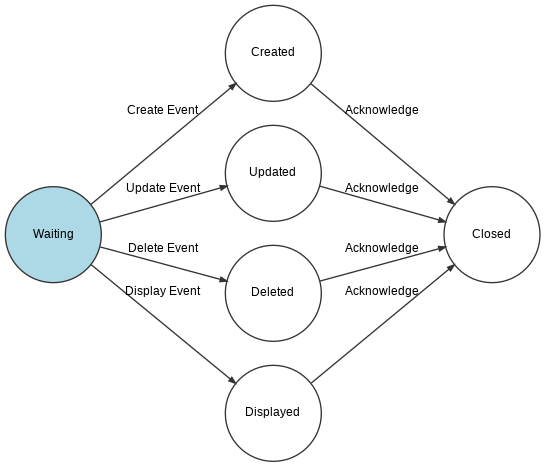 Created
Create Event
Acknowledge
Updated
Update Event
Acknowledge
Waiting
Closed
Delete Event
Acknowledge
Deleted
Display Event
Acknowledge
Displayed